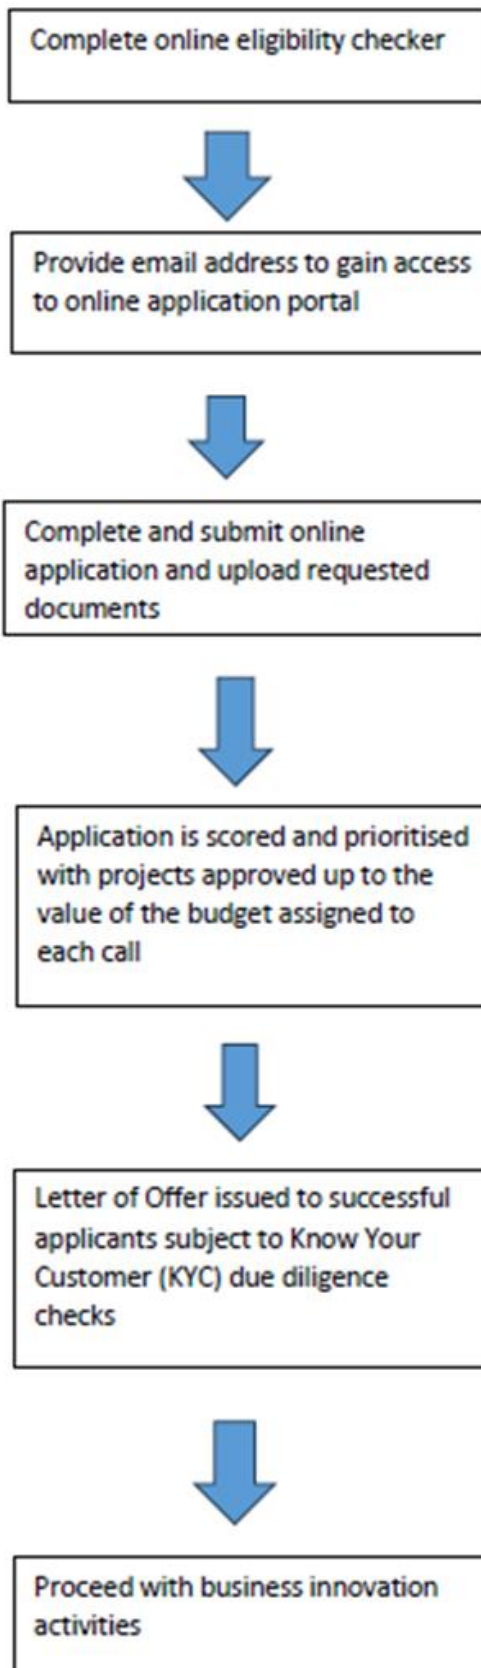 Complete online eligibility checker
Provide email address to gain access
to online application portal
Complete and submit online
application and upload requested
documents
Application is scored and prioritised
with projects approved up to the
value of the budget assigned to
each call
Letter of Offer issued to successful
applicants subject to Know Your
Customer (KYC) due diligence
checks
Proceed with business innovation
activities